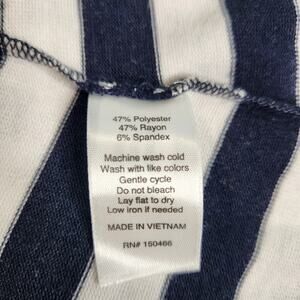 47% Polyester
47% Rayon
6% Spandex
Machine wash cold
Wash with like colors
Gentle cycle
Do not bleach
Lay flat to dry
Low iron if needed
MADE IN VIETNAM
RN# 150466